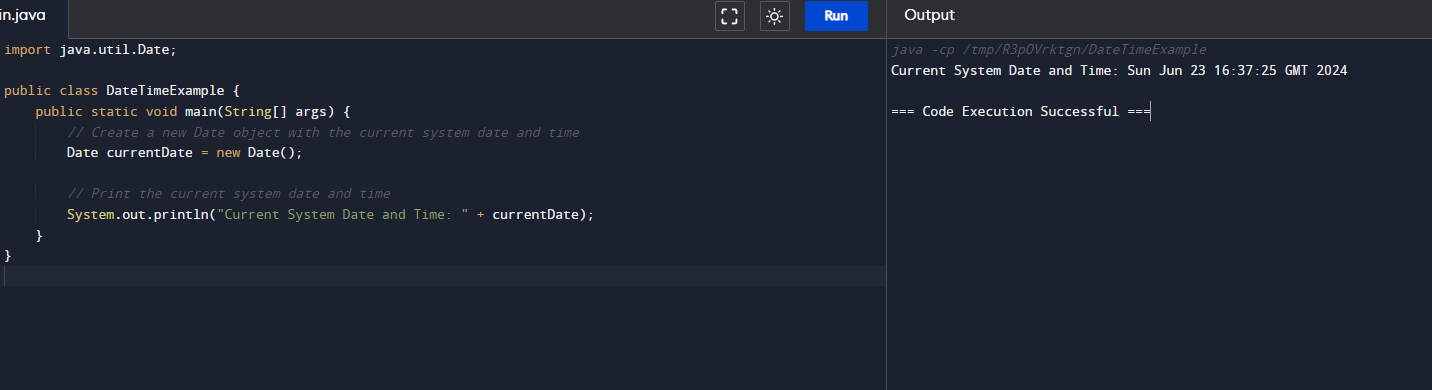 in.java
Run
Output
import java.util.Date;
public class DateTimeExample {
public static void main(String[] args) {
// Create a new Date object with the current system date and time
Date currentDate = new Date();
// Print the current system date and time
System.out.println("Current System Date and Time: " + currentDate);
}
}
java -cp /tmp/R3pOVrktgn/DateTimeExample
Current System Date and Time: Sun Jun 23 16:37:25 GMT 2024
=== Code Execution Successful ===